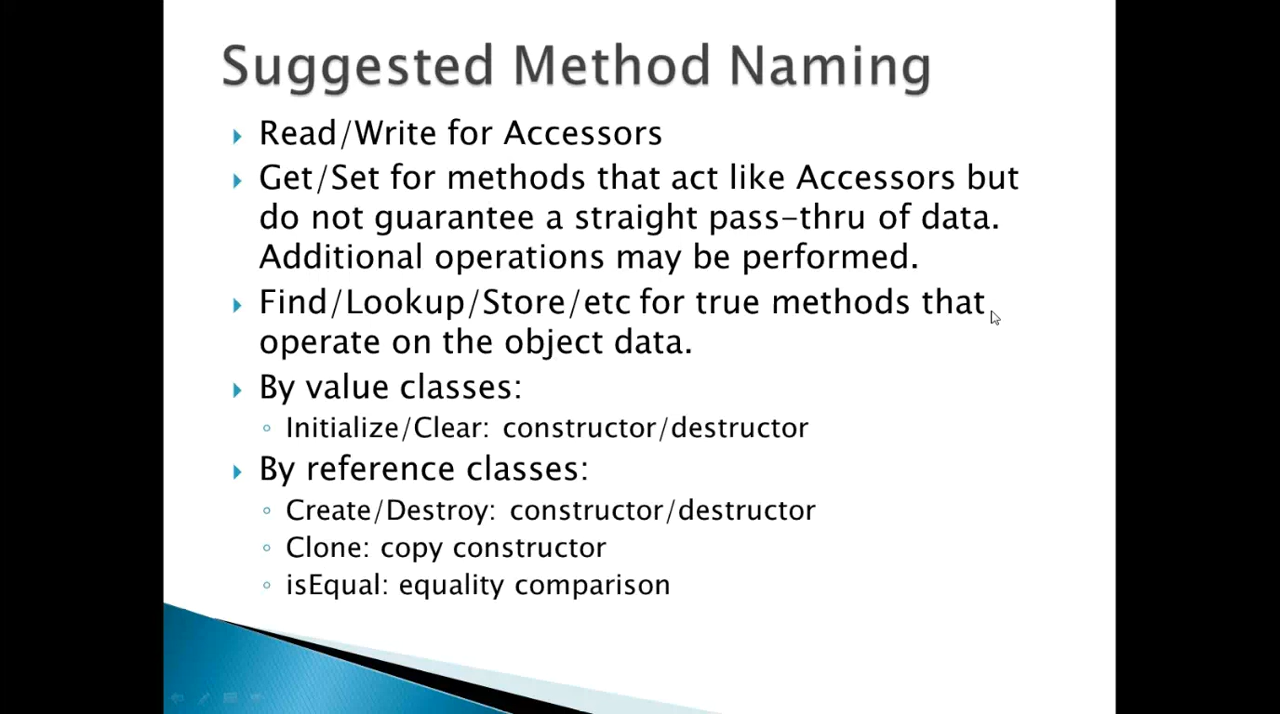 Suggested Method Naming
Read/Write for Accessors
Get/Set for methods that act like Accessors but
do not guarantee a straight pass-thru of data.
Additional operations may be performed.
Find/Lookup/Store/etc for true methods that
operate on the object data.
By value classes:
Initialize/Clear: constructor/destructor
By reference classes:
Create/Destroy: constructor/destructor
Clone: copy constructor
isEqual: equality comparison